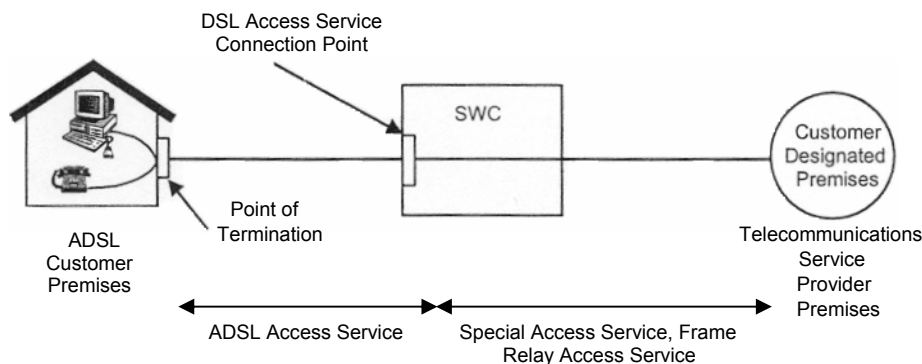 DSL Access Service
Connection Point
SWC
Customer
Designated
Premises
Point of
Termination
ADSL
Customer
Premises
Telecommunications
Service
Provider
Premises
ADSL Access Service
Special Access Service, Frame
Relay Access Service